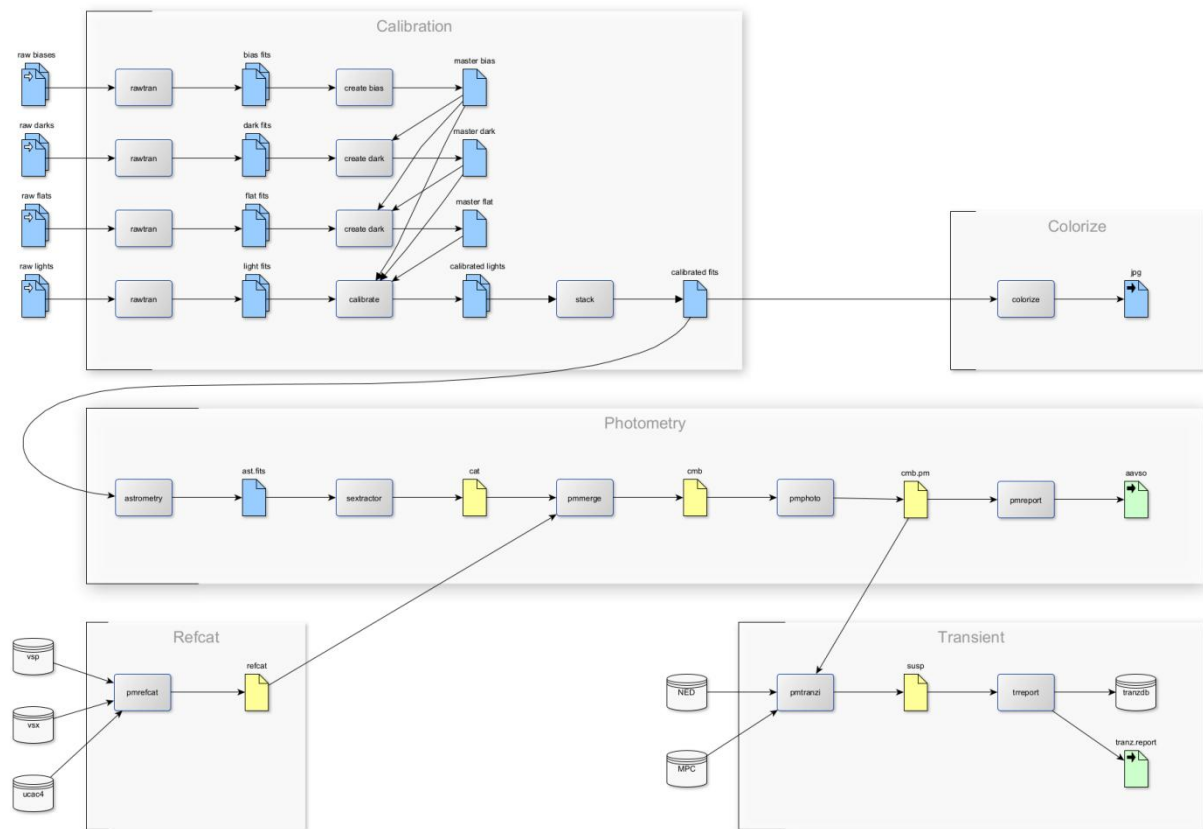 Calibration
raw biases
bias fits
master bias
rawtran
create bias
raw darks
dark fits
master dark
rawtran
create dark
raw flats
flat fits
master flat
rawtran
create dark
raw lights
light fits
calibrated lights
calibrated fits
rawtran
calibrate
stack
Colorize
jpg
colorize
Photometry
ast.fits
cat
cmb
cmb.pm
aavso
astrometry
sextractor
pmmerge
pmphoto
pmreport
Refcat
vsp
refcat
pmrefcat
vsx
ucac4
Transient
susp
NED
pmtranzi
trreport
tranzdb
tranz.report
MPC